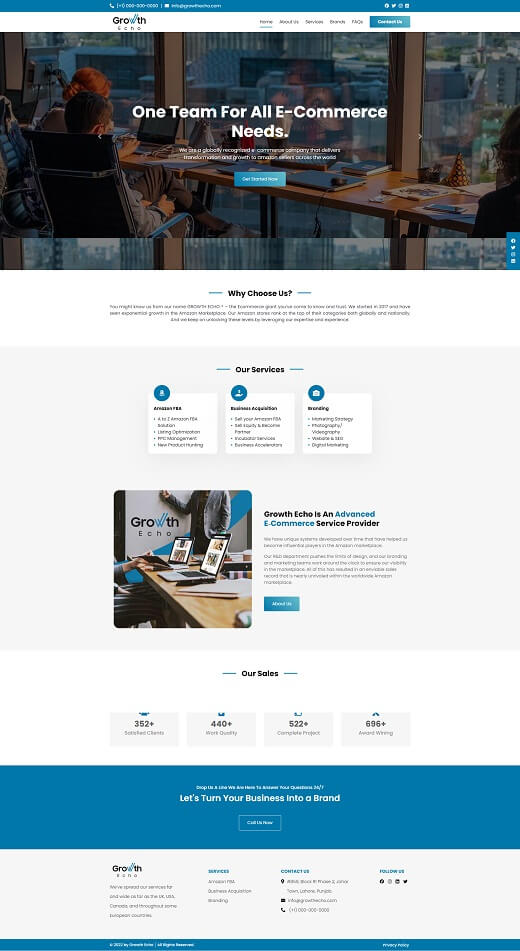 (+1) 000-000-0000 | info@growthecho.com
Growth
Echo
Home About Us Services Brands FAQs Contact Us
One Team For All E-Commerce
Needs.
We are a globally recognized e-commerce company that delivers
transformation and growth to amazon sellers across the world
Get Started Now
Why Choose Us?
You might know us from our name GROWTH ECHO ® – the Ecommerce giant you've come to know and trust. We started in 2017 and have
seen exponential growth in the Amazon Marketplace. Our Amazon stores rank at the top of their categories both globally and nationally.
And we keep on unlocking these levels by leveraging our expertise and experience.
Our Services
Amazon FBA
A to Z Amazon FBA
Solution
Listing Optimization
PPC Management
New Product Hunting
Business Acquisition
Sell your Amazon FBA
Sell Equity & Become
Partner
Incubator Services
Business Accelerators
Branding
Marketing Strategy
Photography/
Videography
Website & SEO
Digital Marketing
Growth
Echo
Growth Echo Is An Advanced
E-Commerce Service Provider
We have unique systems developed over time that have helped us
become influential players in the Amazon marketplace.
Our R&D department pushes the limits of design, and our branding
and marketing teams work around the clock to ensure our visibility
in the marketplace. All of this has resulted in an enviable sales
record that is nearly unrivaled within the worldwide Amazon
marketplace.
About Us
Our Sales
352+
Satisfied Clients
440+
Work Quality
522+
Complete Project
696+
Award Wining
Drop Us A Line We Are Here To Answer Your Questions 24/7
Let's Turn Your Business Into a Brand
Call Us Now
Growth
Echo
We've spread our services far
and wide as far as the UK, USA,
Canada, and throughout some
european countries.
SERVICES
Amazon FBA
Business Acquisition
Branding
CONTACT US
Block R1 Phase 2, Johar
Town, Lahore, Punjab.
info@growthecho.com
(+1) 000-000-0000
FOLLOW US
© 2022 by Growth Echo | All Rights Reserved.
Privacy Policy